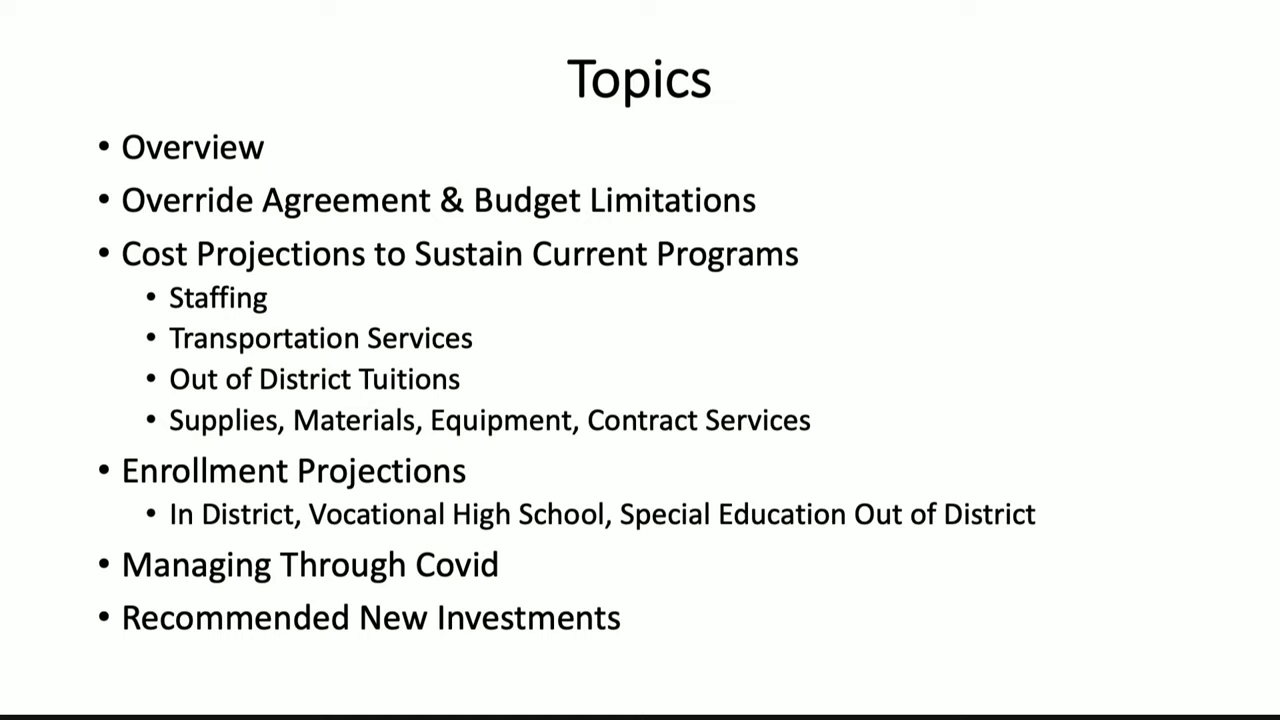 Topics
• Overview
• Override Agreement & Budget Limitations
• Cost Projections to Sustain Current Programs
• Staffing
• Transportation Services
• Out of District Tuitions
• Supplies, Materials, Equipment, Contract Services
• Enrollment Projections
• In District, Vocational High School, Special Education Out of District
• Managing Through Covid
• Recommended New Investments